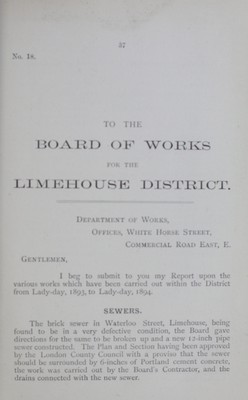 37
No. 18.
TO THE
BOARD OF WORKS
FOR THE
LIMEHOUSE DISTRICT.
DEPARTMENT OF WORKS,
OFFICES, WHITE HORSE STREET,
COMMERCIAL ROAD EAST, E.
GENTLEMEN,
I beg to submit to you my Report upon the
various works which have been carried out within the District
from Lady-day, 1893, to Lady-day, 1894.
SEWERS.
The brick sewer in Waterloo Street, Limehouse, being
found to be in a very defective condition, the Board gave
directions for the same to be broken up and a new 12-inch pipe
sewer constructed. The Plan and Section having been approved
by the London County Council with a proviso that the sewer
should be surrounded by 6-inches of Portland cement concrete,
the work was carried out by the Board's Contractor, and the
drains connected with the new sewer.